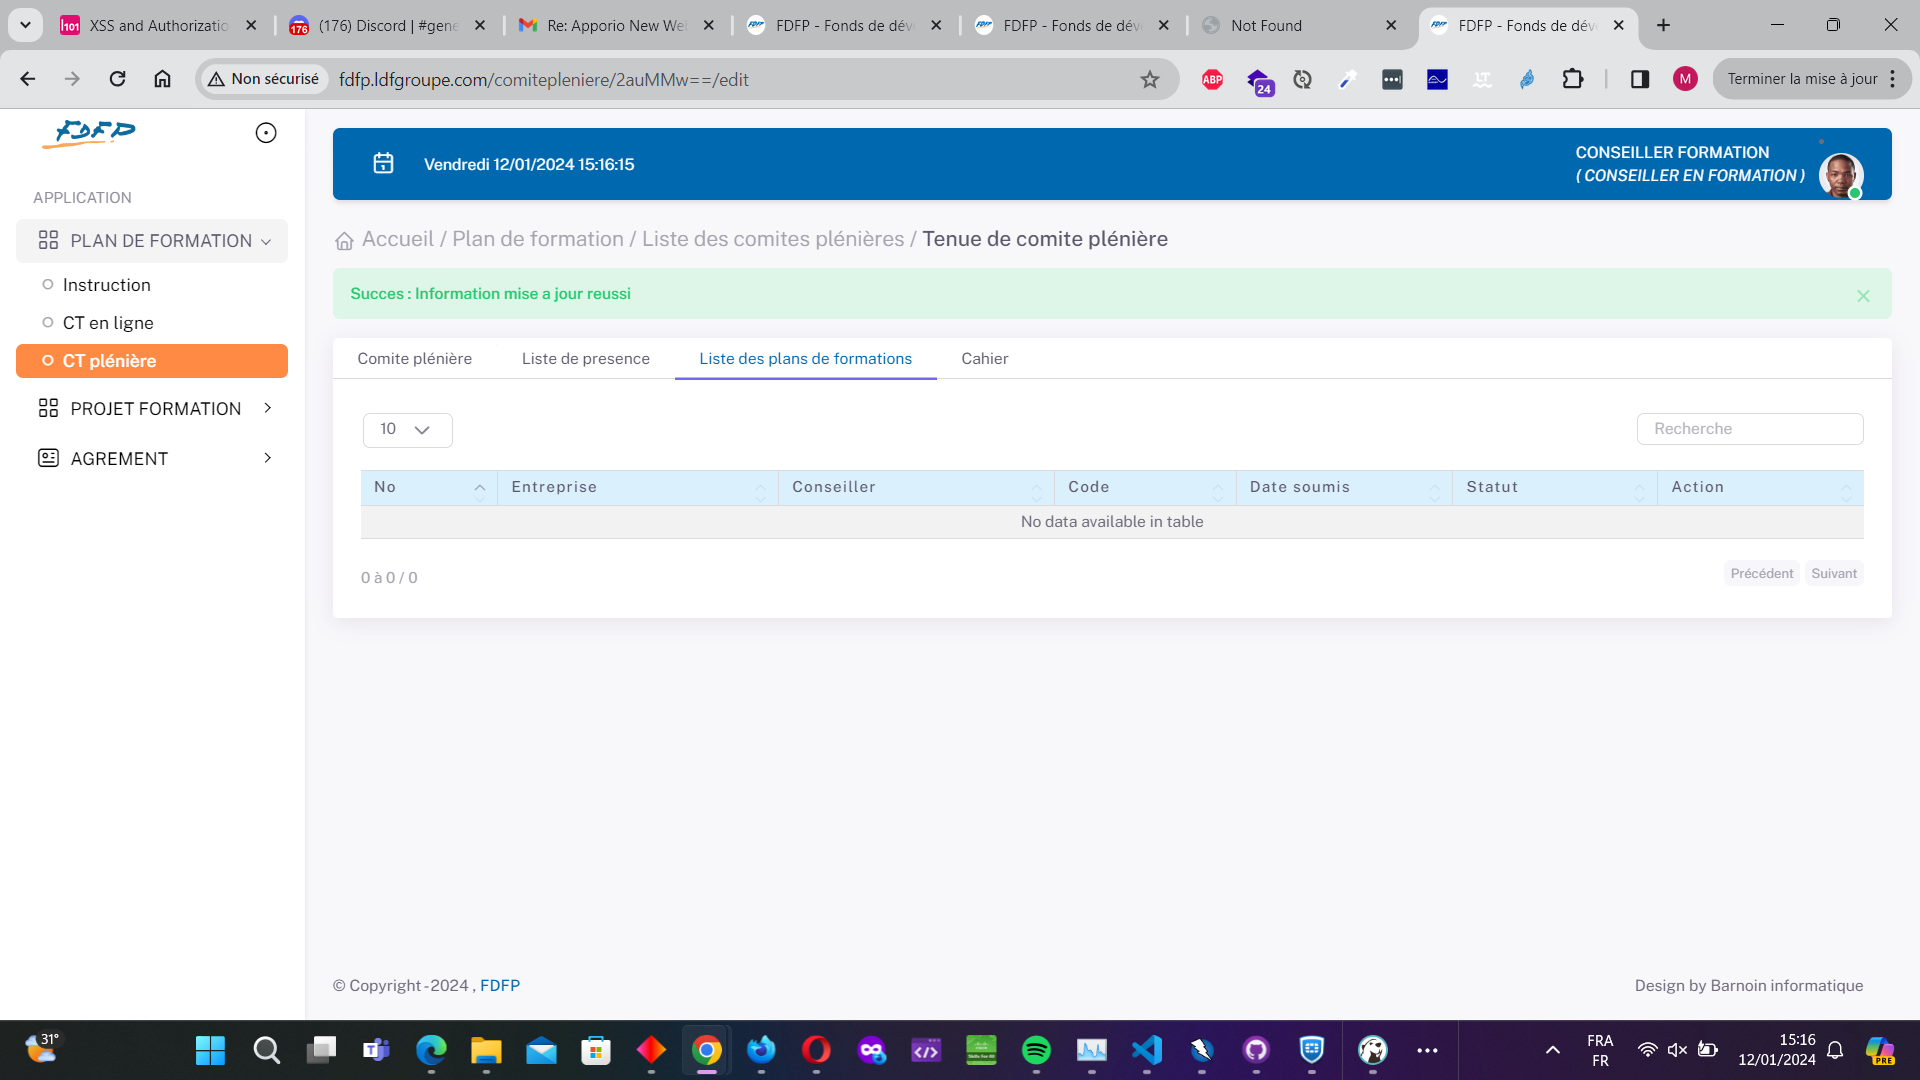 XSS and Authorizatio
(176) Discord | #gene
Re: Apporio New We
FDFP - Fonds de dév
FDFP - Fonds de dév
Not Found
FDFP - Fonds de dév
Non sécurisé
fdfp.ldfgroupe.com/comitepleniere/2auMMw==/edit
ABP
24
M
Terminer la mise à jour
FDFP
APPLICATION
PLAN DE FORMATION
Instruction
CT en ligne
CT plénière
PROJET FORMATION
AGREMENT
Vendredi 12/01/2024 15:16:15
CONSEILLER FORMATION
( CONSEILLER EN FORMATION )
Accueil / Plan de formation / Liste des comites plénières / Tenue de comite plénière
Succes : Information mise a jour reussi
Comite plénière Liste de presence Liste des plans de formations Cahier
10
Recherche
No Entreprise Conseiller Code Date soumis Statut Action
No data available in table
0 à 0 / 0
Précédent Suivant
© Copyright - 2024 , FDFP
Design by Barnoin informatique
31°
FRA
FR
15:16
12/01/2024
PRE